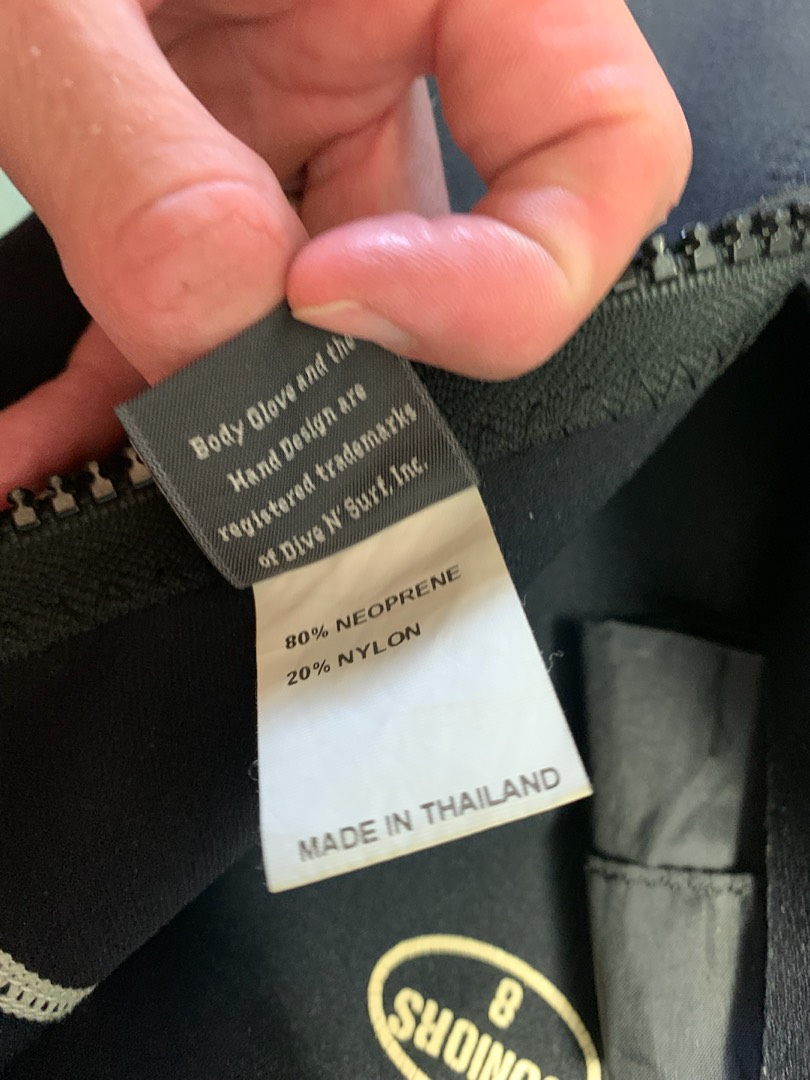 Body Glove and the
Hand Design are
registered trademarks
of Dive N' Surf, Inc.
80% NEOPRENE
20% NYLON
MADE IN THAILAND
8
JUNIORS